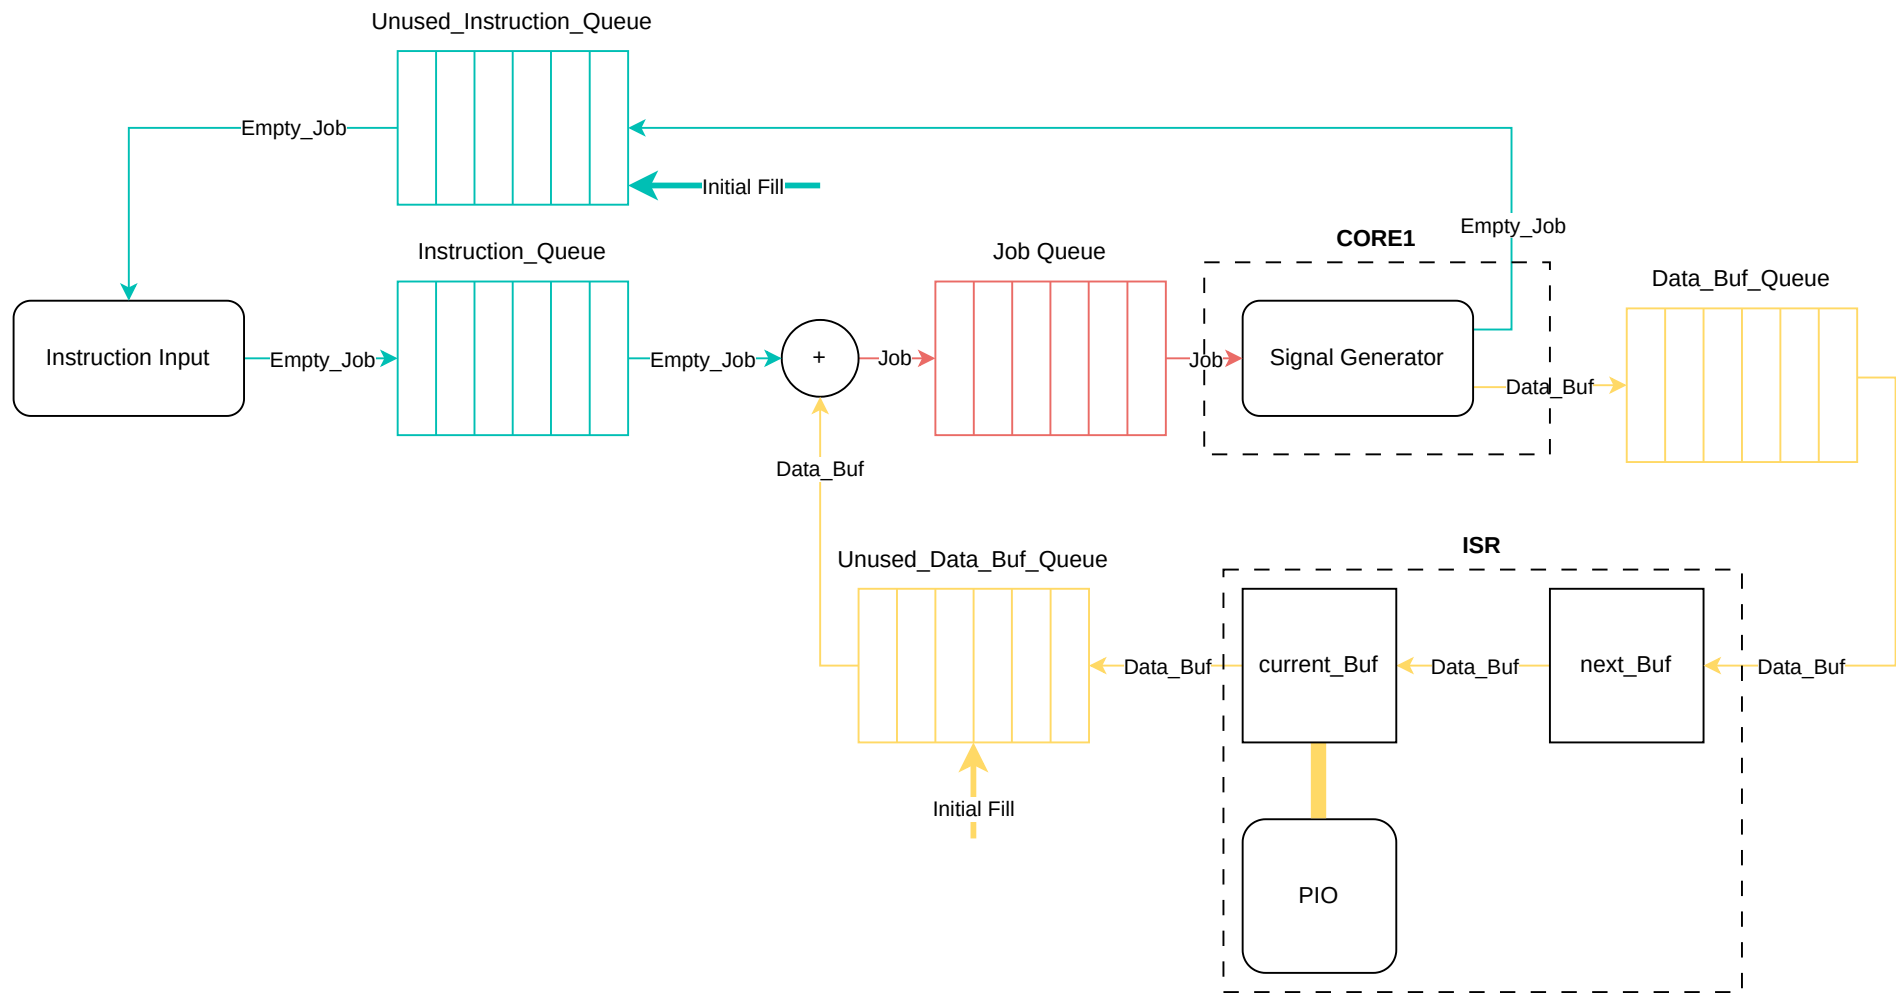 Unused_Instruction_Queue
Empty_Job
Initial Fill
Empty_Job
Instruction_Queue
Job Queue
CORE1
Data_Buf_Queue
Instruction Input
Empty_Job
Empty_Job
+
Job
Job
Signal Generator
Data_Buf
Data_Buf
Unused_Data_Buf_Queue
ISR
Data_Buf
current_Buf
Data_Buf
next_Buf
Data_Buf
Initial Fill
PIO